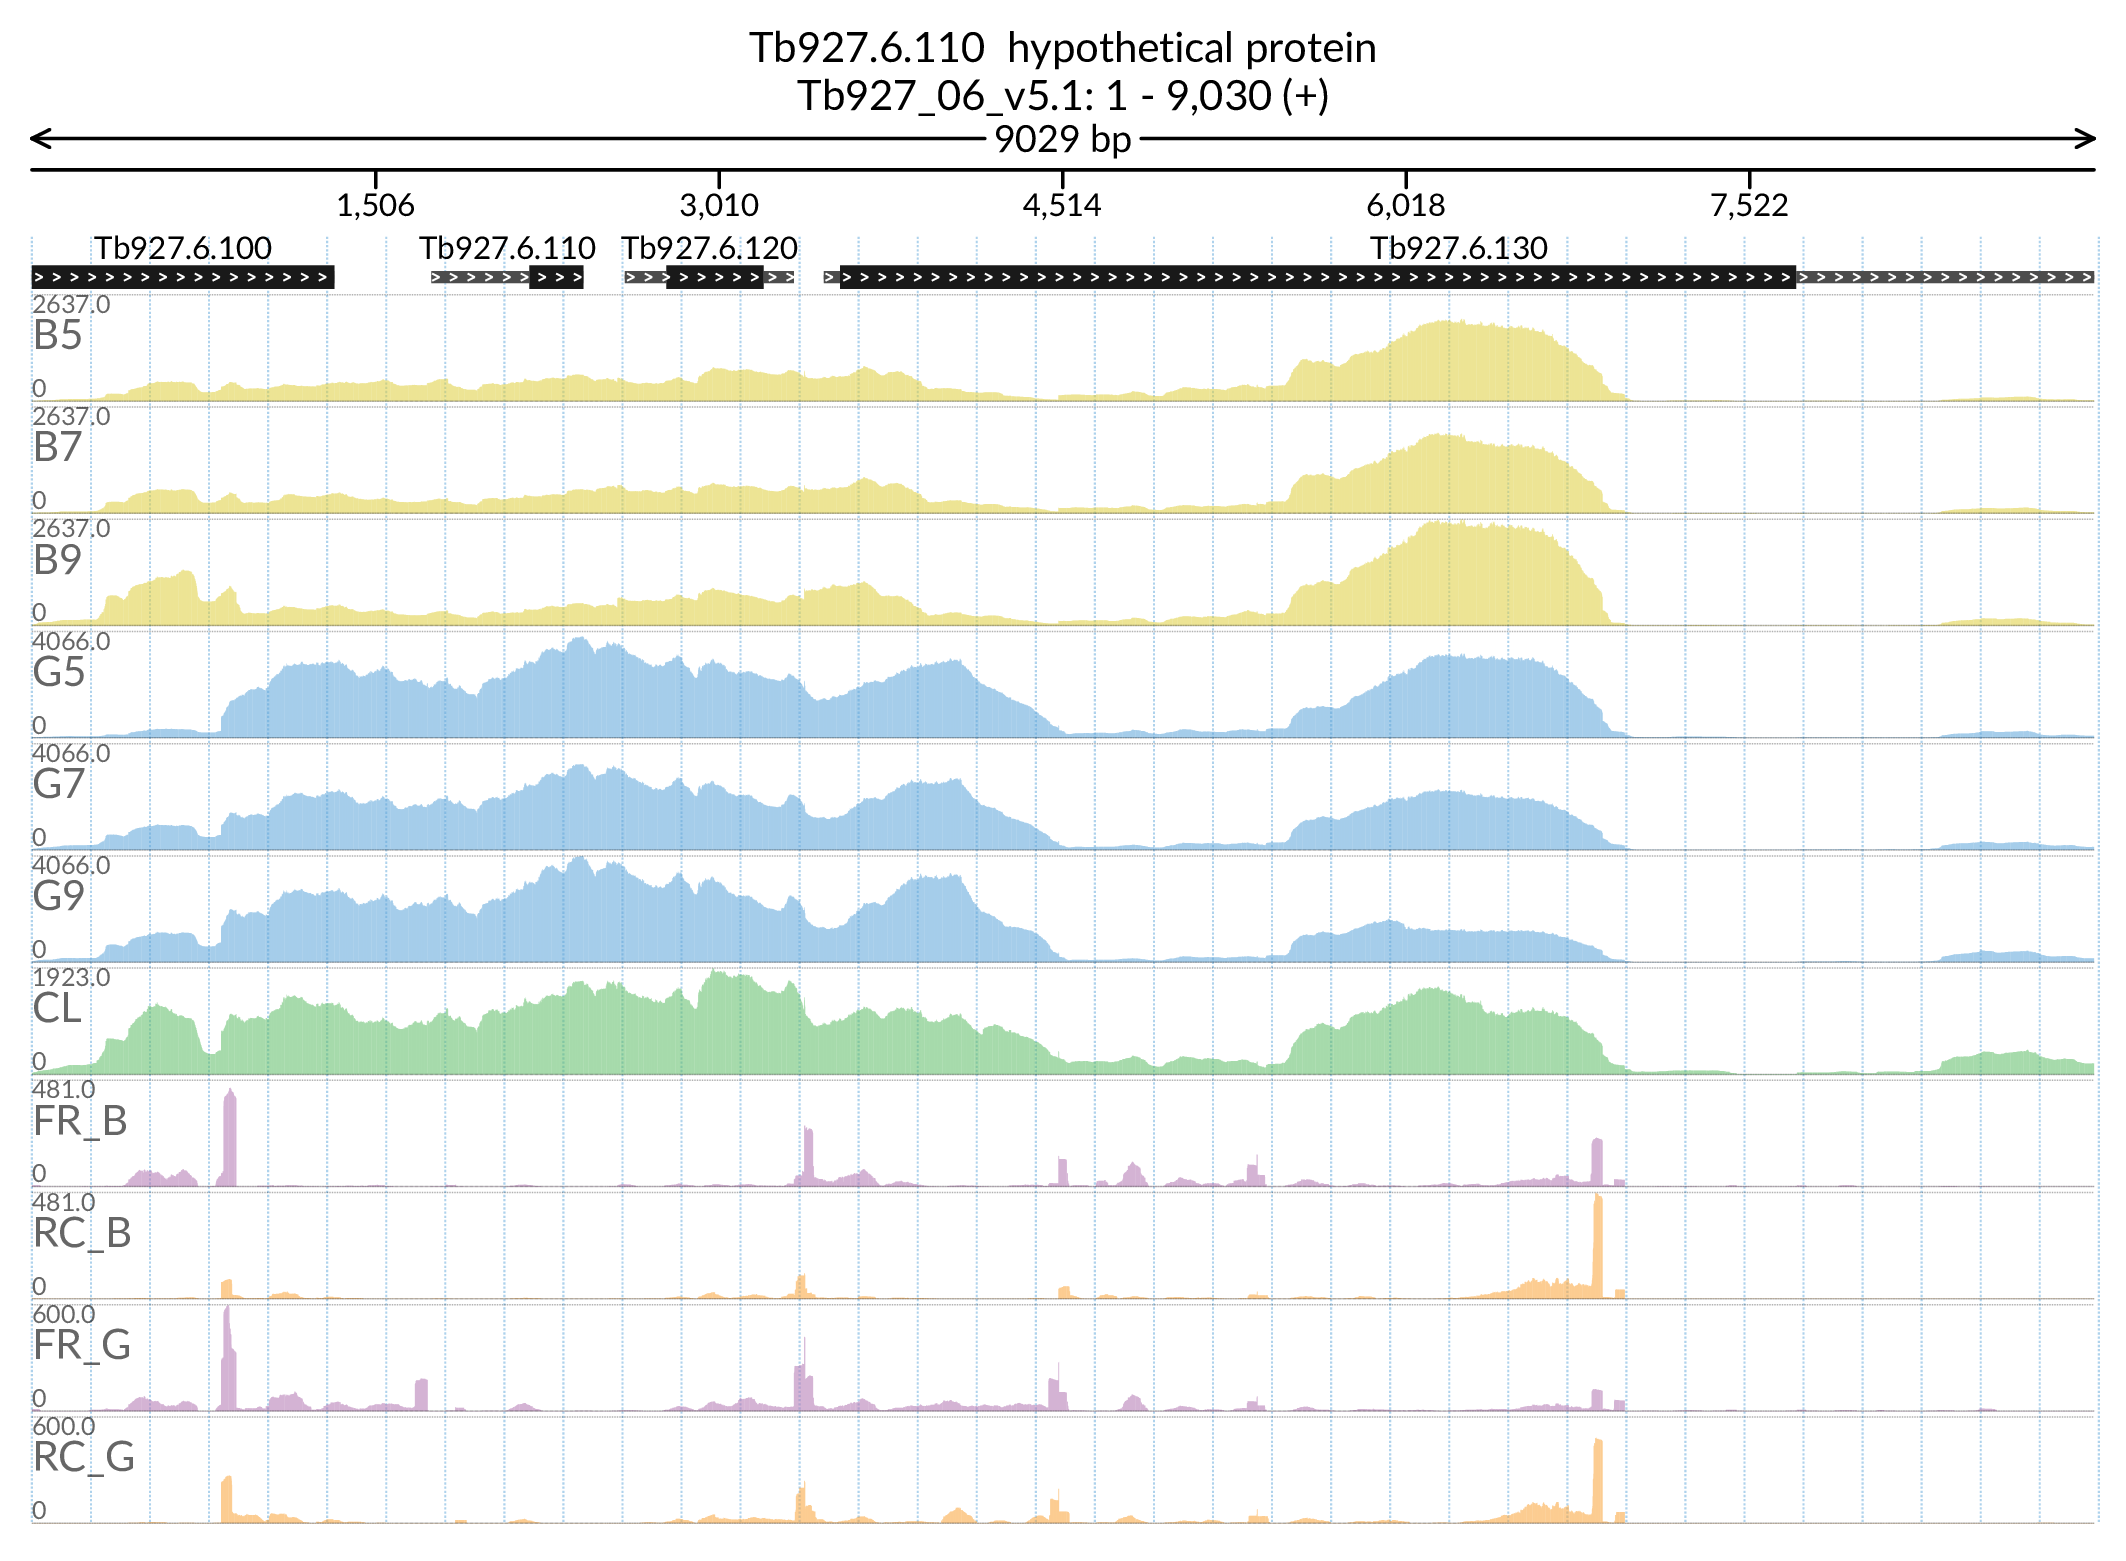 Tb927.6.110 hypothetical protein
Tb927_06_v5.1: 1 - 9,030 (+)
9029 bp
1,506 3,010 4,514 6,018 7,522
Tb927.6.100 Tb927.6.110 Tb927.6.120 Tb927.6.130
2637.0
B5
0
2637.0
B7
0
2637.0
B9
0
4066.0
G5
0
4066.0
G7
0
4066.0
G9
0
1923.0
CL
0
481.0
FR_B
0
481.0
RC_B
0
600.0
FR_G
0
600.0
RC_G
0